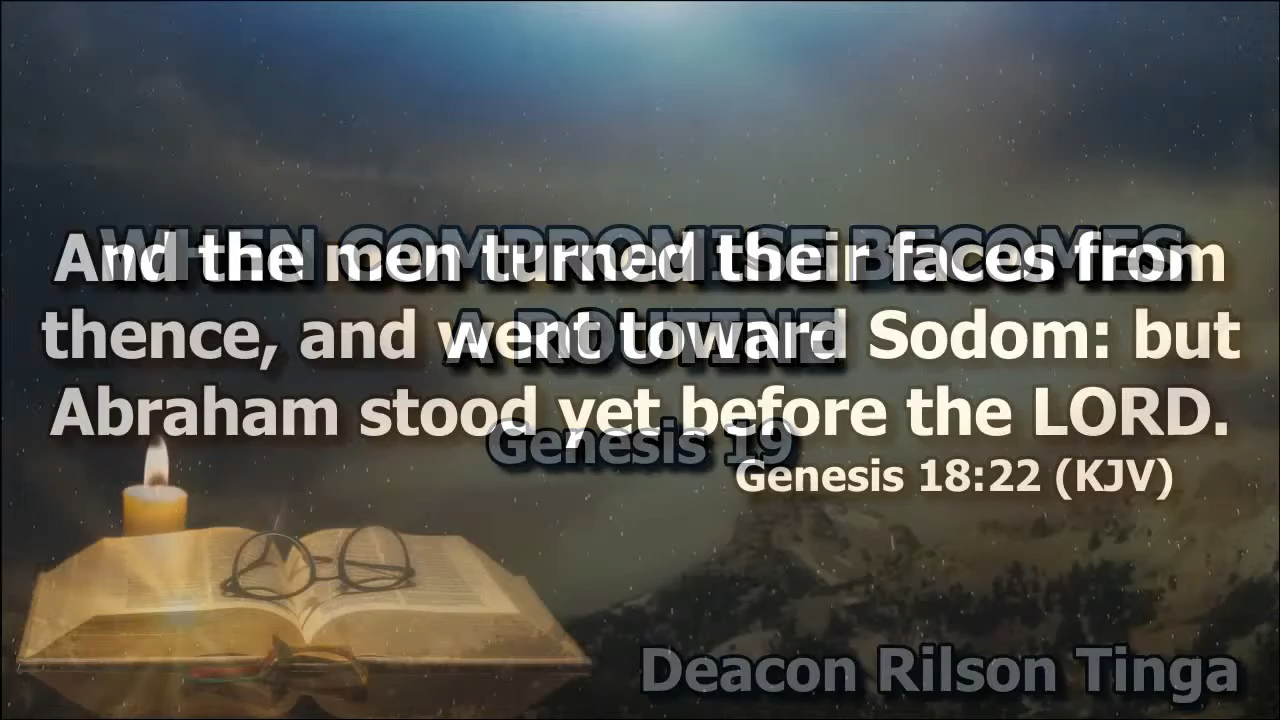 WHEN COMPROMISE BECOMES
A ROUTINE
Genesis 19
And the men turned their faces from
thence, and went toward Sodom: but
Abraham stood yet before the LORD.
Genesis 18:22 (KJV)
Deacon Rilson Tinga